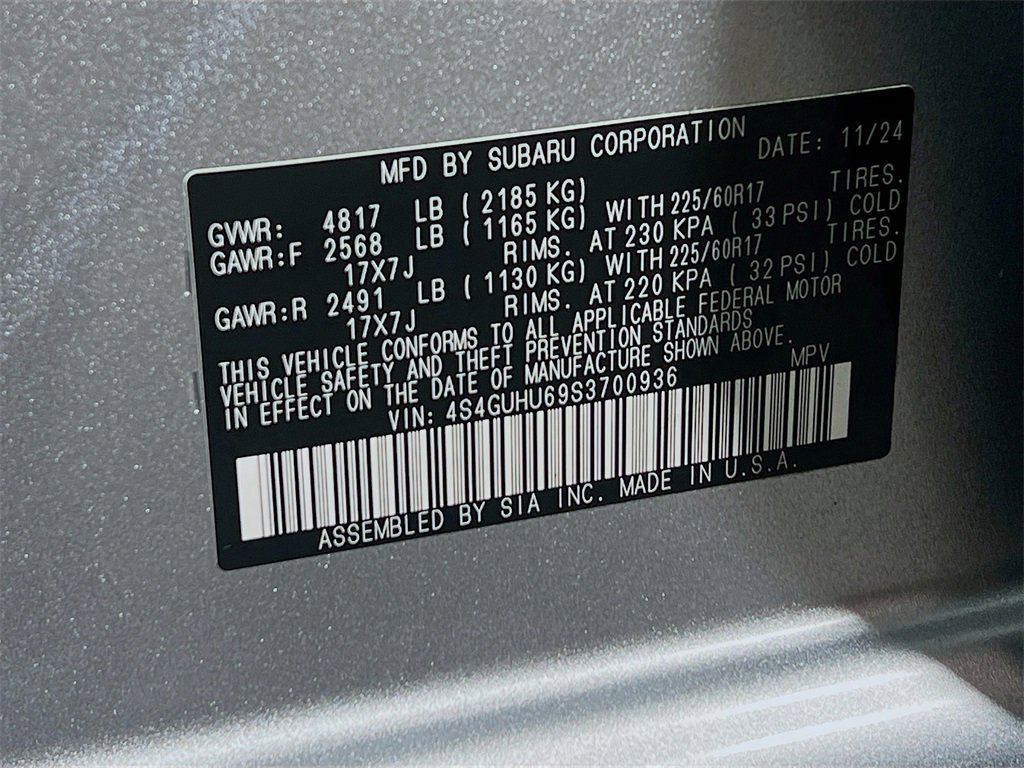 MFD BY SUBARU CORPORATION DATE: 11/24
GVWR: 4817 LB ( 2185 KG)
GAWR:F 2568 LB ( 1165 KG) WITH 225/60R17 TIRES.
17X7J RIMS. AT 230 KPA ( 33 PSI) COLD
GAWR:R 2491 LB ( 1130 KG) WITH 225/60R17 TIRES.
17X7J RIMS. AT 220 KPA ( 32 PSI) COLD
THIS VEHICLE CONFORMS TO ALL APPLICABLE FEDERAL MOTOR
VEHICLE SAFETY AND THEFT PREVENTION STANDARDS
IN EFFECT ON THE DATE OF MANUFACTURE SHOWN ABOVE.
VIN: 4S4GUHU69S3700936 MPV
ASSEMBLED BY SIA INC. MADE IN U.S.A.